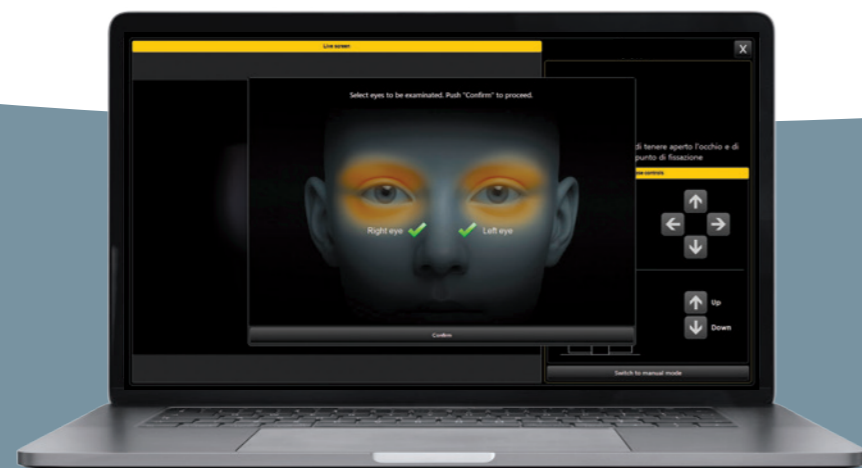 Live screen
X
Select eyes to be examinated. Push "Confirm" to proceed.
di tenere aperto l'occhio e di
punto di fissazione
controls
Right eye
Left eye
Up
Down
Confirm
Switch to manual mode